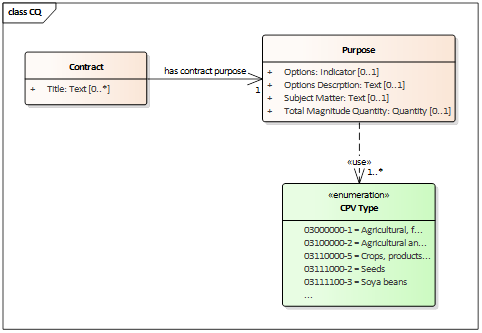 class CQ
Contract
+ Title: Text [0..*]
has contract purpose
1
Purpose
+ Options: Indicator [0..1]
+ Options Descrption: Text [0..1]
+ Subject Matter: Text [0..1]
+ Total Magnitude Quantity: Quantity [0..1]
«use»
1..*
«enumeration»
CPV Type
03000000-1 = Agricultural, f...
03100000-2 = Agricultural an...
03110000-5 = Crops, products...
03111000-2 = Seeds
03111100-3 = Soya beans
...